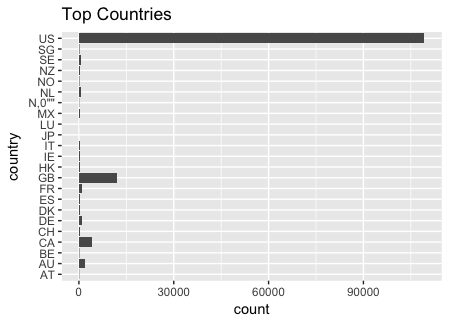 Top Countries
US
SG
SE
NZ
NO
NL
N,0""
MX
LU
JP
IT
IE
HK
GB
FR
ES
DK
DE
CH
CA
BE
AU
AT
country
0 30000 60000 90000
count